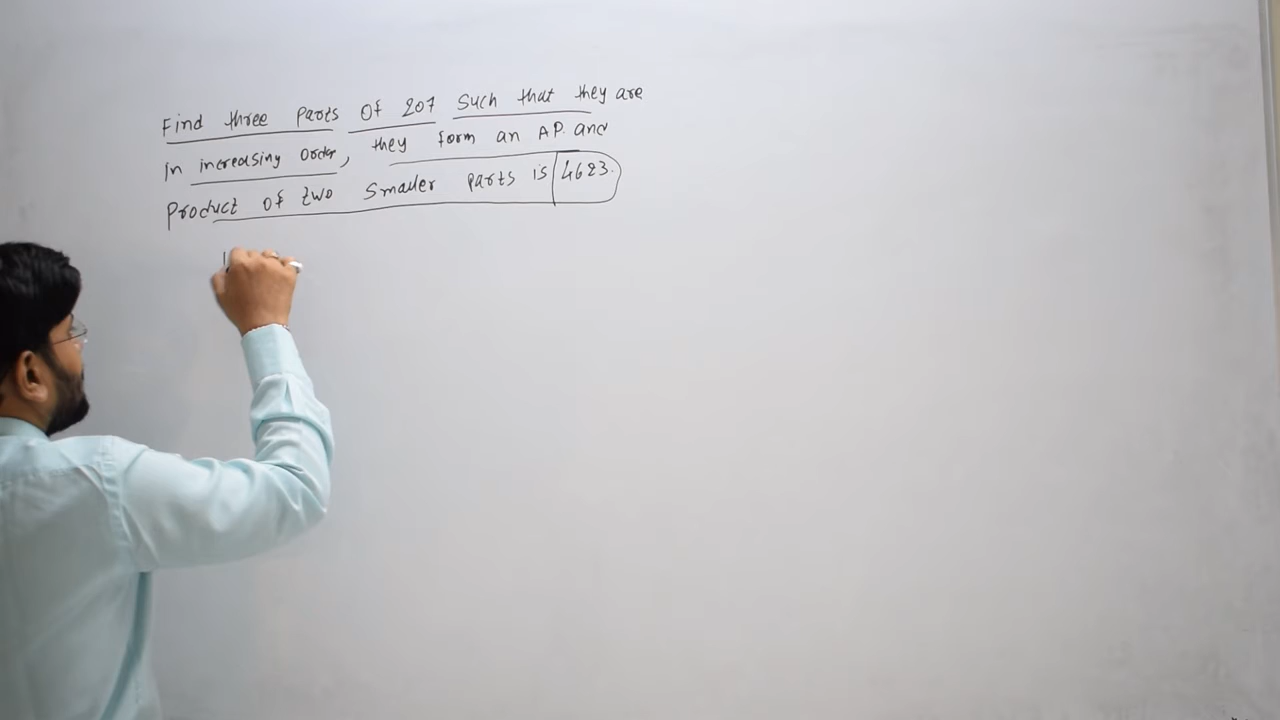 Find three parts Of 207 Such that they are
in increasing Order, they form an AP. and
Product of two Smaller parts is 4623.